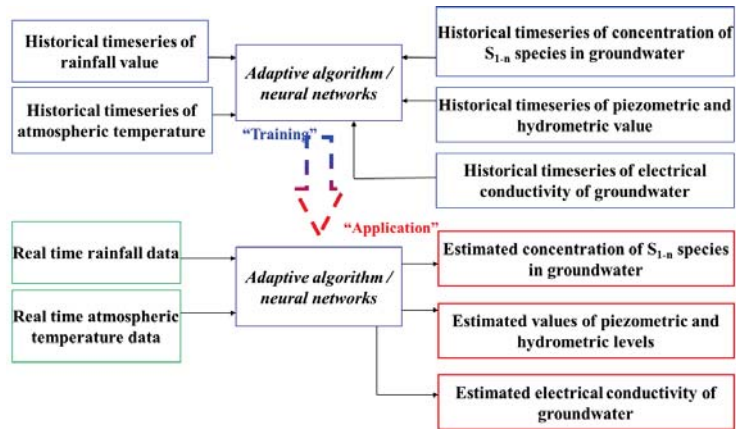 Historical timeseries of
rainfall value
Historical timeseries of
atmospheric temperature
Adaptive algorithm /
neural networks
Historical timeseries of concentration of
S1-n species in groundwater
Historical timeseries of piezometric and
hydrometric value
Historical timeseries of electrical
conductivity of groundwater
“Training”
“Application”
Real time rainfall data
Real time atmospheric
temperature data
Adaptive algorithm /
neural networks
Estimated concentration of S1-n species
in groundwater
Estimated values of piezometric and
hydrometric levels
Estimated electrical conductivity of
groundwater